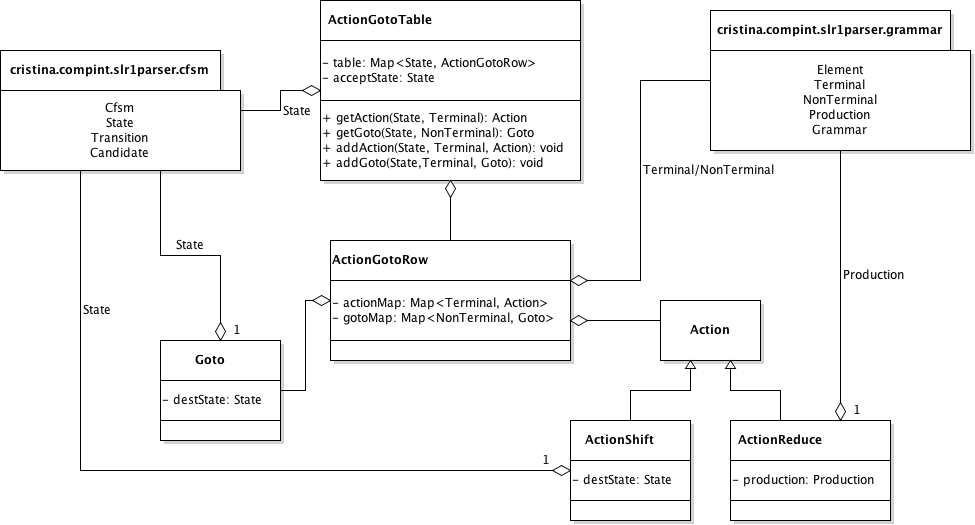 ActionGotoTable
- table: Map<State, ActionGotoRow>
- acceptState: State
+ getAction(State, Terminal): Action
+ getGoto(State, NonTerminal): Goto
+ addAction(State, Terminal, Action): void
+ addGoto(State,Terminal, Goto): void
cristina.compint.slr1parser.cfsm
Cfsm
State
Transition
Candidate
State
cristina.compint.slr1parser.grammar
Element
Terminal
NonTerminal
Production
Grammar
Terminal/NonTerminal
State
State
Production
ActionGotoRow
- actionMap: Map<Terminal, Action>
- gotoMap: Map<NonTerminal, Goto>
1
Goto
- destState: State
Action
1
ActionShift
- destState: State
1
ActionReduce
- production: Production